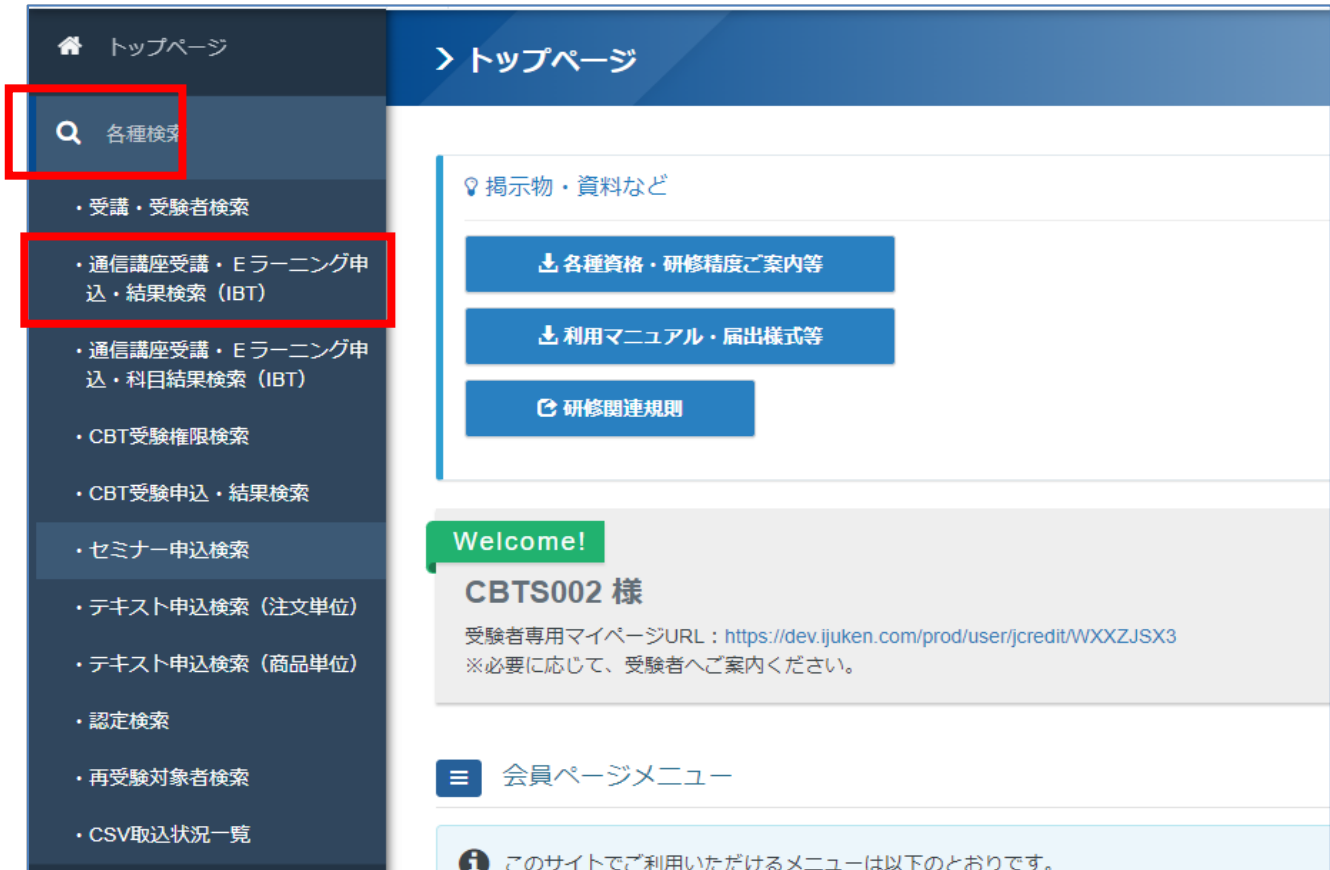 トップページ
各種検索
・受講・受験者検索
・通信講座受講・Eラーニング申
込・結果検索（IBT）
・通信講座受講・Eラーニング申
込・科目結果検索（IBT）
・CBT受験権限検索
・CBT受験申込・結果検索
・セミナー申込検索
・テキスト申込検索（注文単位）
・テキスト申込検索（商品単位）
・認定検索
・再受験対象者検索
・CSV取込状況一覧
トップページ
掲示物・資料など
各種資格・研修精度ご案内等
利用マニュアル・届出様式等
研修関連規則
Welcome!
CBTS002 様
受験者専用マイページURL：https://dev.ijuken.com/prod/user/jcredit/WXXZJSX3
※必要に応じて、受験者へご案内ください。
会員ページメニュー
このサイトでご利用いただけるメニューは以下のとおりです。